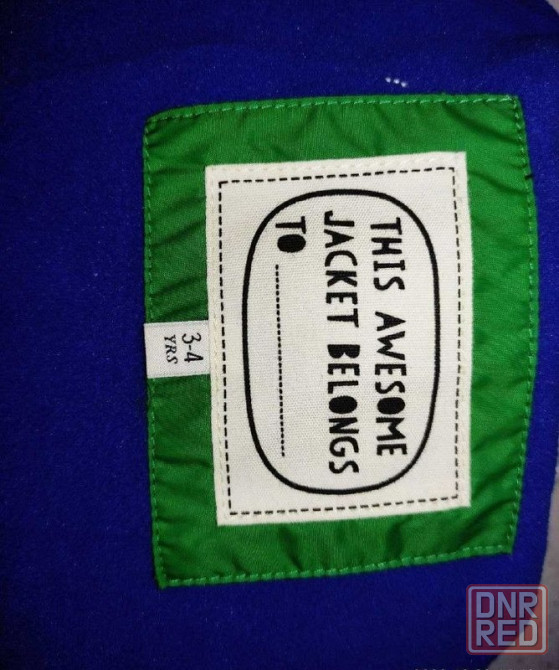 THIS AWESOME
JACKET BELONGS
TO
3-4
YRS
DNR
RED